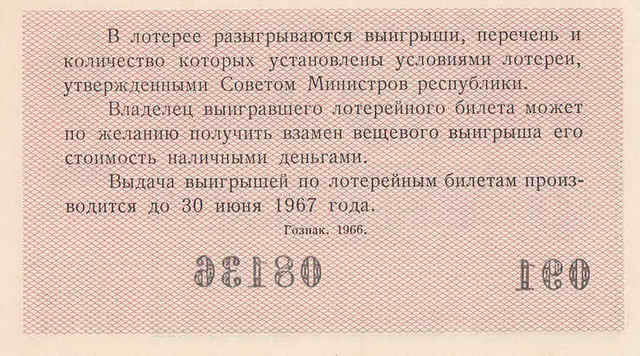 В лотерее разыгрываются выигрыши, перечень и
количество которых установлены условиями лотереи,
утвержденными Советом Министров республики.
Владелец выигравшего лотерейного билета может
по желанию получить взамен вещевого выигрыша его
стоимость наличными деньгами.
Выдача выигрышей по лотерейным билетам произ-
водится до 30 июня 1967 года.
Гознак. 1966.